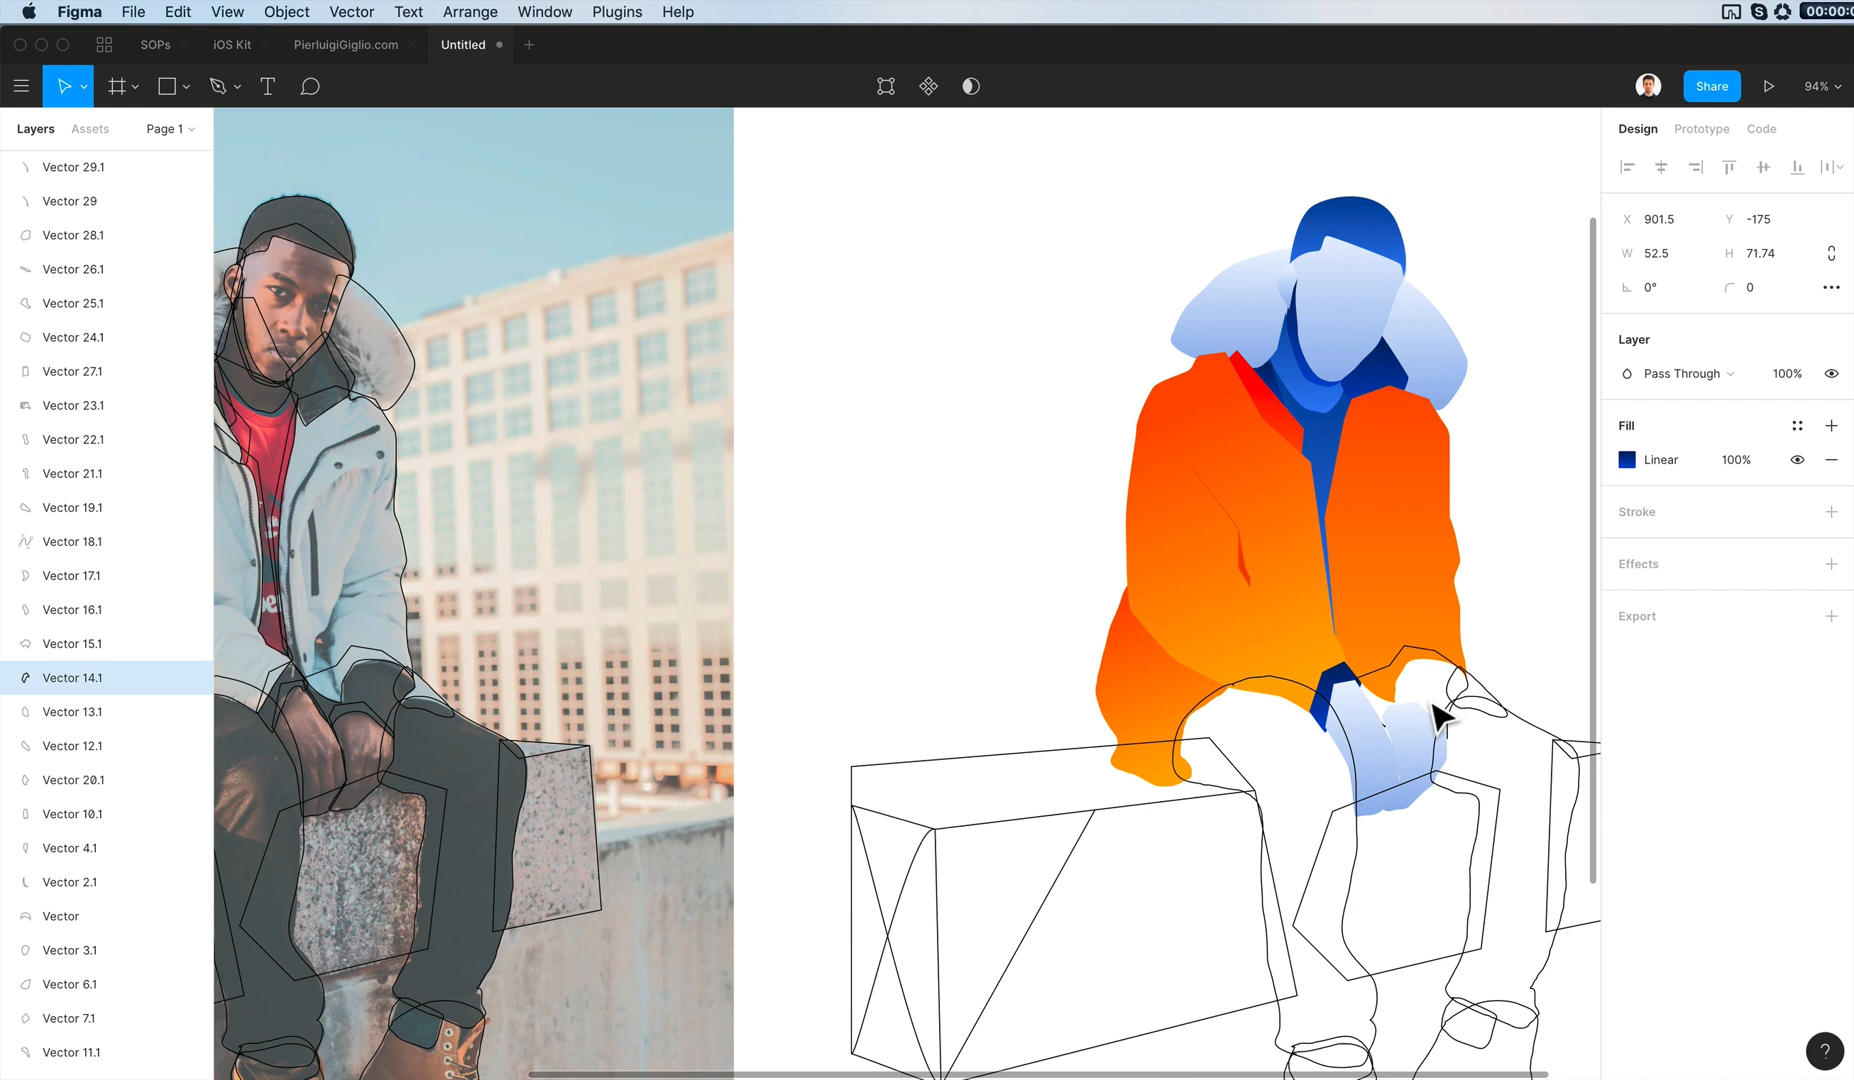 Figma File Edit View Object Vector Text Arrange Window Plugins Help
00:00:0
SOPs iOS Kit PierluigiGiglio.com Untitled
Share 94%
Layers Assets Page 1
Design Prototype Code
Vector 29.1
Vector 29
Vector 28.1
Vector 26.1
Vector 25.1
Vector 24.1
Vector 27.1
Vector 23.1
Vector 22.1
Vector 21.1
Vector 19.1
Vector 18.1
Vector 17.1
Vector 16.1
Vector 15.1
Vector 14.1
Vector 13.1
Vector 12.1
Vector 20.1
Vector 10.1
Vector 4.1
Vector 2.1
Vector
Vector 3.1
Vector 6.1
Vector 7.1
Vector 11.1
X 901.5 Y -175
W 52.5 H 71.74
0° 0
Layer
Pass Through 100%
Fill
Linear 100%
Stroke
Effects
Export
?